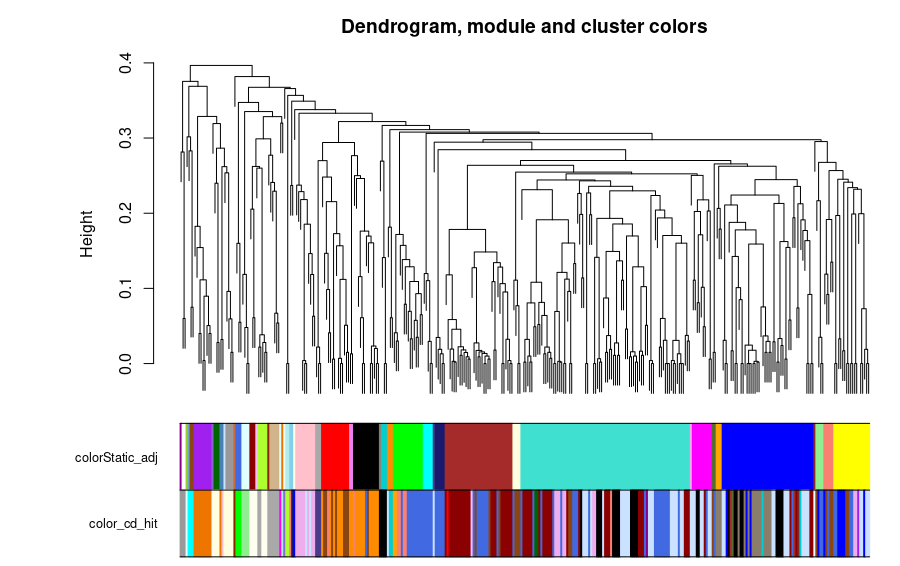 Dendrogram, module and cluster colors
Height
0.4
0.3
0.2
0.1
0.0
colorStatic_adj
color_cd_hit